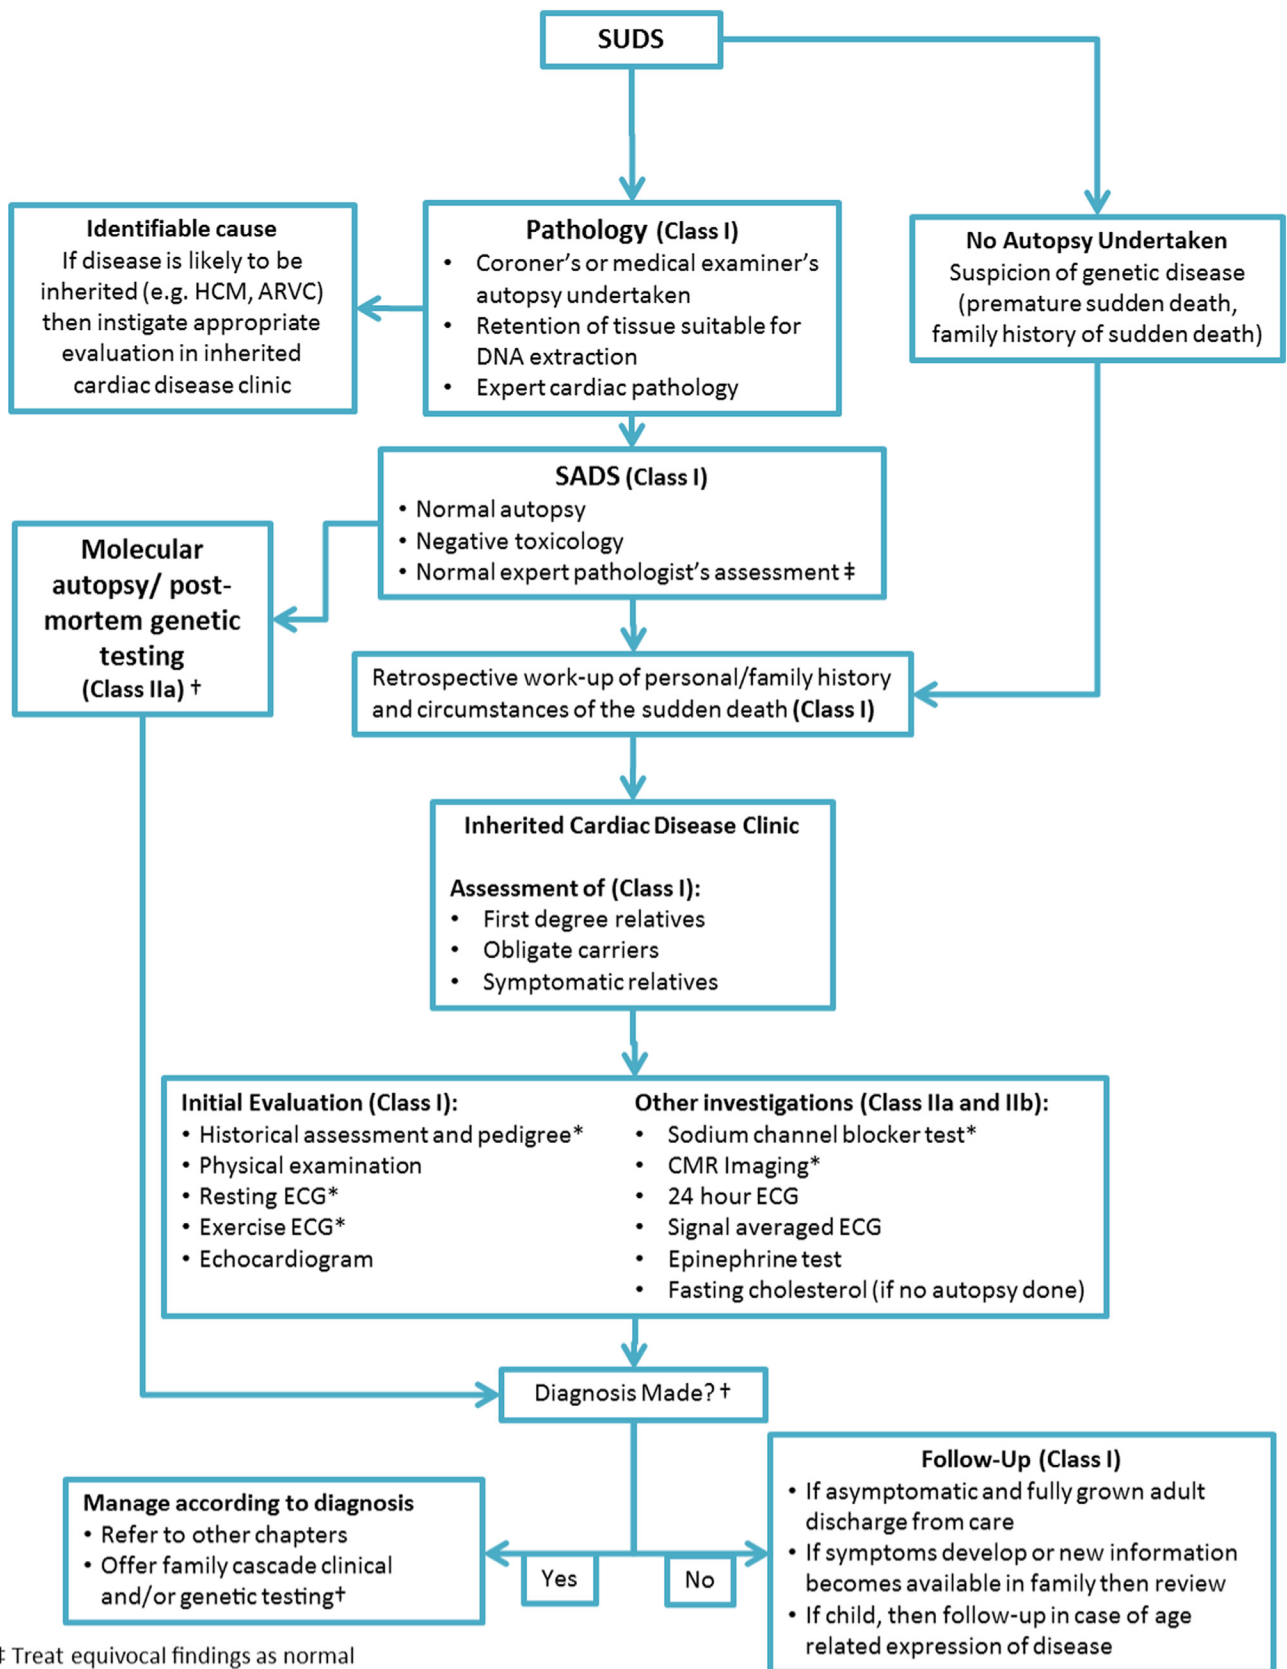 SUDS
Identifiable cause
If disease is likely to be
inherited (e.g. HCM, ARVC)
then instigate appropriate
evaluation in inherited
cardiac disease clinic
Pathology (Class I)
• Coroner's or medical examiner's
autopsy undertaken
• Retention of tissue suitable for
DNA extraction
• Expert cardiac pathology
No Autopsy Undertaken
Suspicion of genetic disease
(premature sudden death,
family history of sudden death)
SADS (Class I)
• Normal autopsy
• Negative toxicology
• Normal expert pathologist's assessment ‡
Molecular
autopsy/ post-
mortem genetic
testing
(Class IIa) †
Retrospective work-up of personal/family history
and circumstances of the sudden death (Class I)
Inherited Cardiac Disease Clinic
Assessment of (Class I):
• First degree relatives
• Obligate carriers
• Symptomatic relatives
Initial Evaluation (Class I):
• Historical assessment and pedigree*
• Physical examination
• Resting ECG*
• Exercise ECG*
• Echocardiogram
Other investigations (Class IIa and IIb):
• Sodium channel blocker test*
• CMR Imaging*
• 24 hour ECG
• Signal averaged ECG
• Epinephrine test
• Fasting cholesterol (if no autopsy done)
Diagnosis Made? †
Manage according to diagnosis
• Refer to other chapters
• Offer family cascade clinical
and/or genetic testing†
Yes
No
Follow-Up (Class I)
• If asymptomatic and fully grown adult
discharge from care
• If symptoms develop or new information
becomes available in family then review
• If child, then follow-up in case of age
related expression of disease
‡ Treat equivocal findings as normal